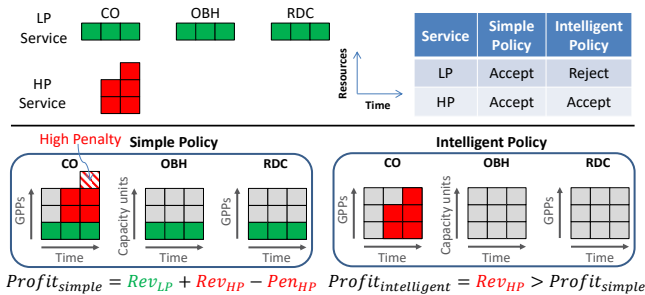 LP Service
CO
OBH
RDC
HP Service
Resources
Time
Service Simple Policy Intelligent Policy
LP Accept Reject
HP Accept Accept
High Penalty
Simple Policy
CO
OBH
RDC
GPPs
Time
Capacity units
Time
GPPs
Time
Intelligent Policy
CO
OBH
RDC
GPPs
Time
Capacity units
Time
GPPs
Time
Profit_simple = Rev_LP + Rev_HP − Pen_HP
Profit_intelligent = Rev_HP > Profit_simple